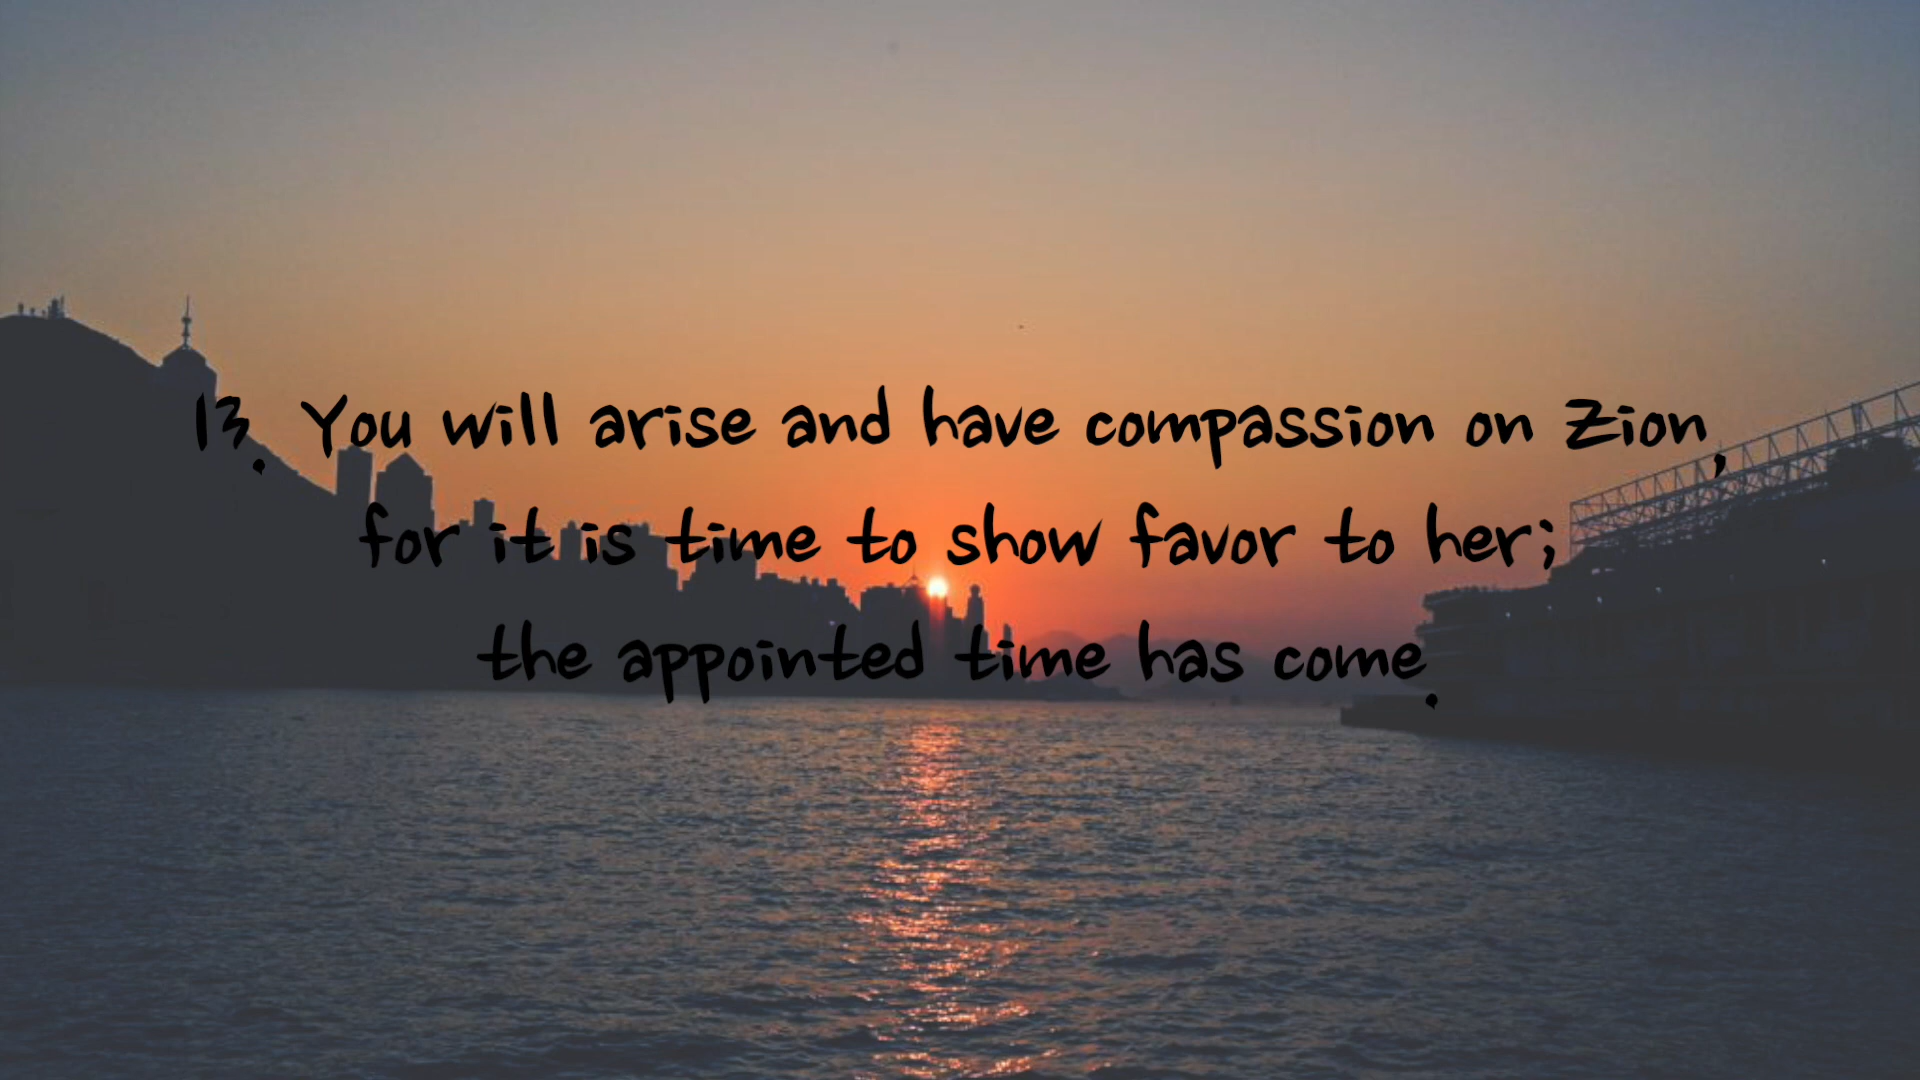 13. You will arise and have compassion on Zion,
for it is time to show favor to her;
the appointed time has come.